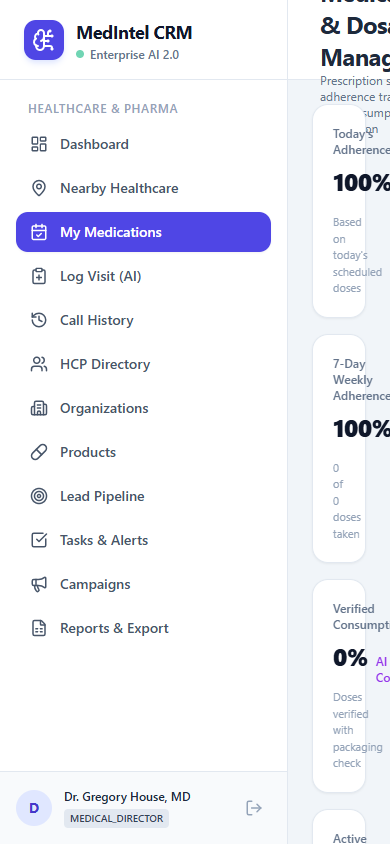 MedIntel CRM
Enterprise AI 2.0
HEALTHCARE & PHARMA
Dashboard
Nearby Healthcare
My Medications
Log Visit (AI)
Call History
HCP Directory
Organizations
Products
Lead Pipeline
Tasks & Alerts
Campaigns
Reports & Export
D
Dr. Gregory House, MD
MEDICAL_DIRECTOR
& Dosa
Manag
Prescription s
adherence tra
Today's
Adherence
100%
Based
on
today's
scheduled
doses
7-Day
Weekly
Adherence
100%
0
of
0
doses
taken
Verified
Consumpt
0%
AI
Co
Doses
verified
with
packaging
check
Active